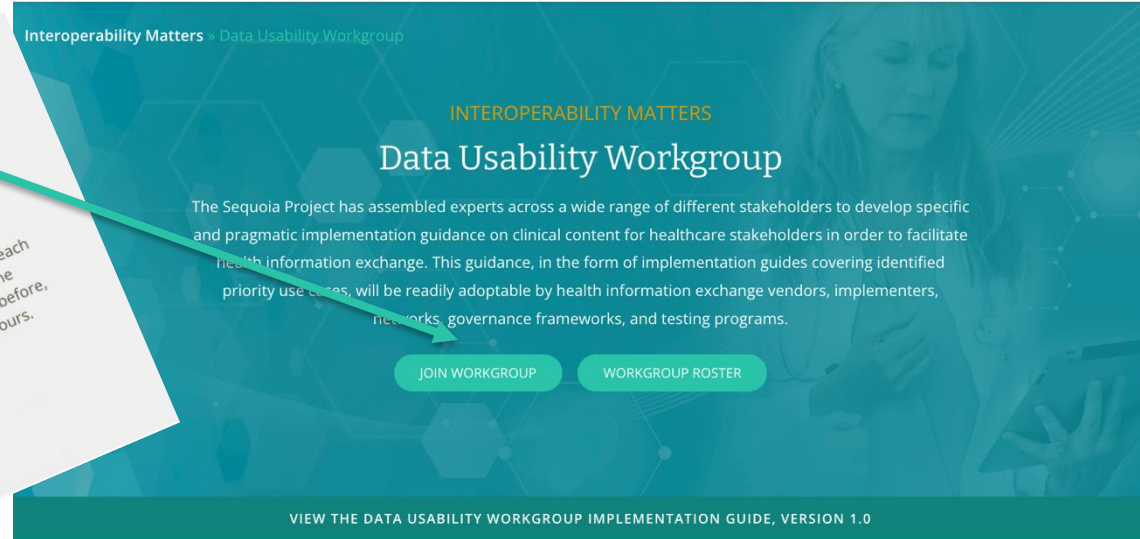 Interoperability Matters » Data Usability Workgroup
INTEROPERABILITY MATTERS
Data Usability Workgroup
The Sequoia Project has assembled experts across a wide range of different stakeholders to develop specific
and pragmatic implementation guidance on clinical content for healthcare stakeholders in order to facilitate
health information exchange. This guidance, in the form of implementation guides covering identified
priority use cases, will be readily adoptable by health information exchange vendors, implementers,
networks, governance frameworks, and testing programs.
each
before,
ours.
JOIN WORKGROUP
WORKGROUP ROSTER
VIEW THE DATA USABILITY WORKGROUP IMPLEMENTATION GUIDE, VERSION 1.0